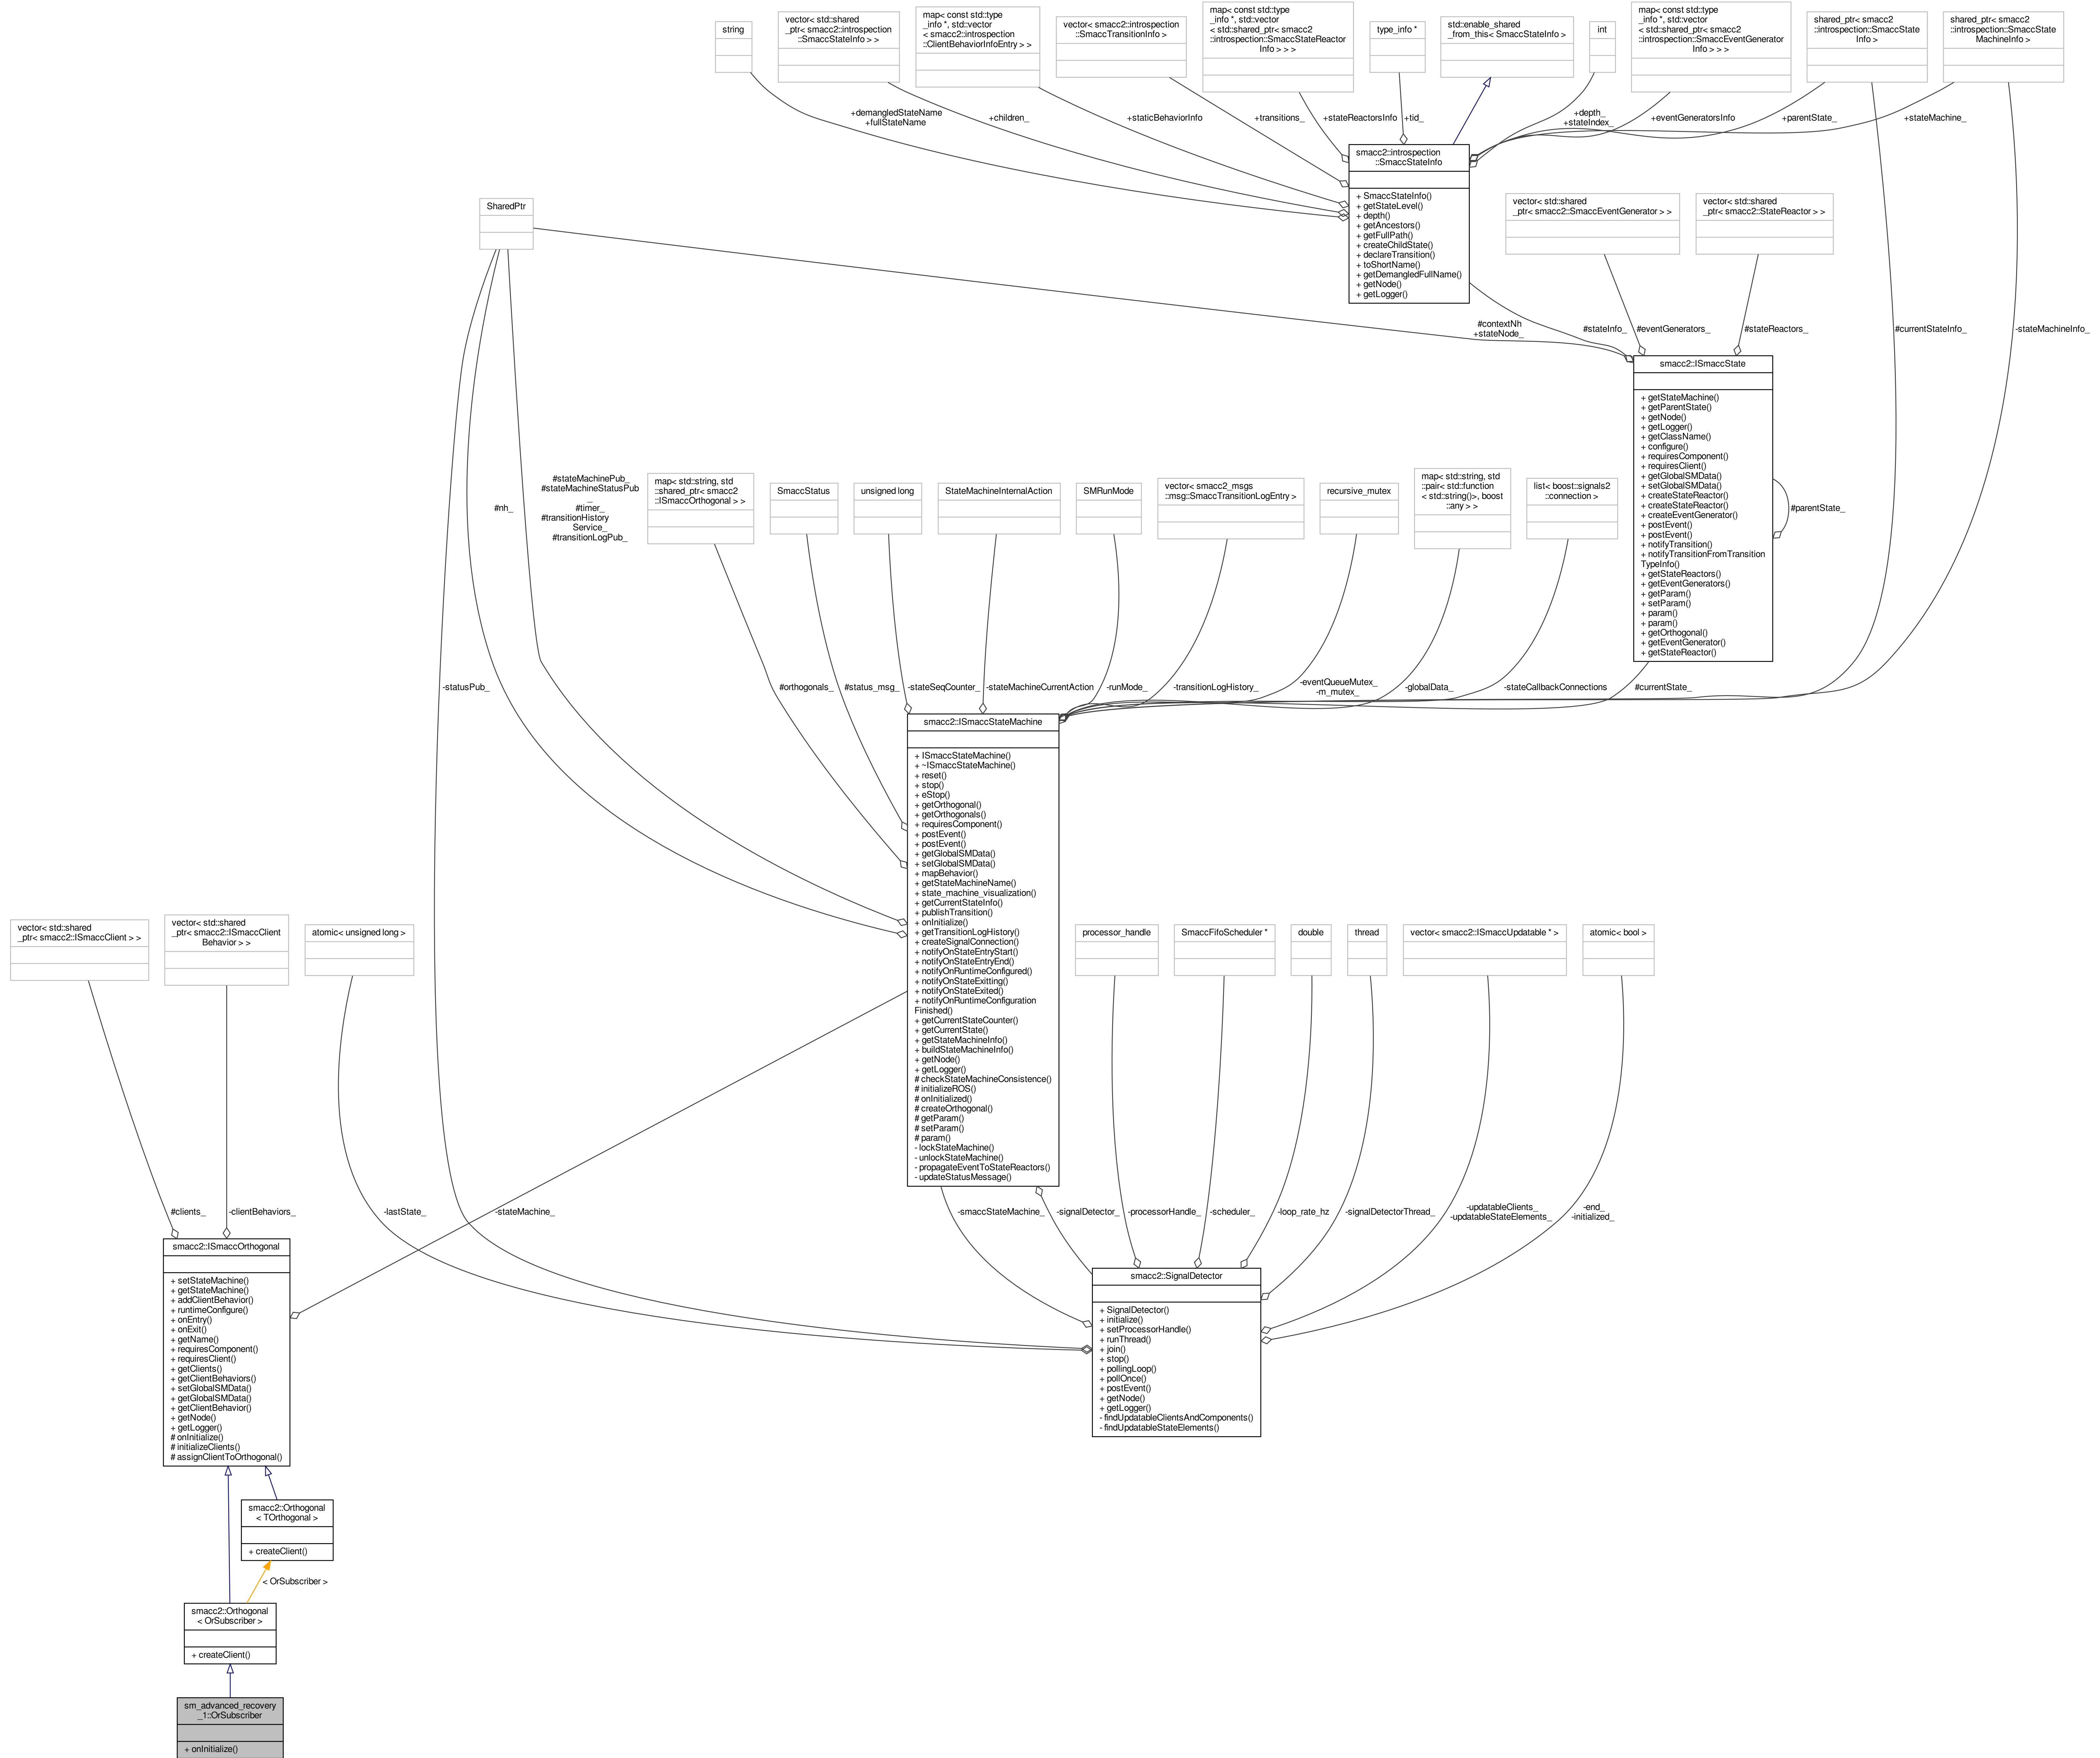 string
vector< std::shared
_ptr< smacc2::introspection
::SmaccStateInfo > >
map< const std::type
_info *, std::vector
< smacc2::introspection
::ClientBehaviorInfoEntry > >
vector< smacc2::introspection
::SmaccTransitionInfo >
map< const std::type
_info *, std::vector
< std::shared_ptr< smacc2
::introspection::SmaccStateReactor
Info > > >
type_info *
std::enable_shared
_from_this< SmaccStateInfo >
int
map< const std::type
_info *, std::vector
< std::shared_ptr< smacc2
::introspection::SmaccEventGenerator
Info > > >
shared_ptr< smacc2
::introspection::SmaccState
Info >
shared_ptr< smacc2
::introspection::SmaccState
MachineInfo >
+demangledStateName
+fullStateName
+children_
+staticBehaviorInfo
+transitions_
+stateReactorsInfo
+tid_
+depth_
+stateIndex_
+eventGeneratorsInfo
+parentState_
+stateMachine_
smacc2::introspection
::SmaccStateInfo
+ SmaccStateInfo()
+ getStateLevel()
+ depth()
+ getAncestors()
+ getFullPath()
+ createChildState()
+ declareTransition()
+ toShortName()
+ getDemangledFullName()
+ getNode()
+ getLogger()
SharedPtr
vector< std::shared
_ptr< smacc2::SmaccEventGenerator > >
vector< std::shared
_ptr< smacc2::StateReactor > >
#contextNh
+stateNode_
#stateInfo_
#eventGenerators_
#stateReactors_
#currentStateInfo_
-stateMachineInfo_
smacc2::ISmaccState
+ getStateMachine()
+ getParentState()
+ getNode()
+ getLogger()
+ getClassName()
+ configure()
+ requiresComponent()
+ requiresClient()
+ getGlobalSMData()
+ setGlobalSMData()
+ createStateReactor()
+ createStateReactor()
+ createEventGenerator()
+ postEvent()
+ postEvent()
+ notifyTransition()
+ notifyTransitionFromTransition
TypeInfo()
+ getStateReactors()
+ getEventGenerators()
+ getParam()
+ setParam()
+ param()
+ param()
+ getOrthogonal()
+ getEventGenerator()
+ getStateReactor()
#parentState_
#nh_
#stateMachinePub_
#stateMachineStatusPub
_
#timer_
#transitionHistory
Service_
#transitionLogPub_
map< std::string, std
::shared_ptr< smacc2
::ISmaccOrthogonal > >
SmaccStatus
unsigned long
StateMachineInternalAction
SMRunMode
vector< smacc2_msgs
::msg::SmaccTransitionLogEntry >
recursive_mutex
map< std::string, std
::pair< std::function
< std::string()>, boost
::any > >
list< boost::signals2
::connection >
-statusPub_
#orthogonals_
#status_msg_
-stateSeqCounter_
-stateMachineCurrentAction
-runMode_
-transitionLogHistory_
-eventQueueMutex_
-m_mutex_
-globalData_
-stateCallbackConnections
#currentState_
smacc2::ISmaccStateMachine
+ ISmaccStateMachine()
+ ~ISmaccStateMachine()
+ reset()
+ stop()
+ eStop()
+ getOrthogonal()
+ getOrthogonals()
+ requiresComponent()
+ postEvent()
+ postEvent()
+ getGlobalSMData()
+ setGlobalSMData()
+ mapBehavior()
+ getStateMachineName()
+ state_machine_visualization()
+ getCurrentStateInfo()
+ publishTransition()
+ onInitialize()
+ getTransitionLogHistory()
+ createSignalConnection()
+ notifyOnStateEntryStart()
+ notifyOnStateEntryEnd()
+ notifyOnRuntimeConfigured()
+ notifyOnStateExitting()
+ notifyOnStateExited()
+ notifyOnRuntimeConfiguration
Finished()
+ getCurrentStateCounter()
+ getCurrentState()
+ getStateMachineInfo()
+ buildStateMachineInfo()
+ getNode()
+ getLogger()
# checkStateMachineConsistence()
# initializeROS()
# onInitialized()
# createOrthogonal()
# getParam()
# setParam()
# param()
- lockStateMachine()
- unlockStateMachine()
- propagateEventToStateReactors()
- updateStatusMessage()
vector< std::shared
_ptr< smacc2::ISmaccClient > >
vector< std::shared
_ptr< smacc2::ISmaccClient
Behavior > >
atomic< unsigned long >
processor_handle
SmaccFifoScheduler *
double
thread
vector< smacc2::ISmaccUpdatable * >
atomic< bool >
#clients_
-clientBehaviors_
-lastState_
-stateMachine_
-smaccStateMachine_
-signalDetector_
-processorHandle_
-scheduler_
-loop_rate_hz
-signalDetectorThread_
-updatableClients_
-updatableStateElements_
-end_
-initialized_
smacc2::ISmaccOrthogonal
+ setStateMachine()
+ getStateMachine()
+ addClientBehavior()
+ runtimeConfigure()
+ onEntry()
+ onExit()
+ getName()
+ requiresComponent()
+ requiresClient()
+ getClients()
+ getClientBehaviors()
+ setGlobalSMData()
+ getGlobalSMData()
+ getClientBehavior()
+ getNode()
+ getLogger()
# onInitialize()
# initializeClients()
# assignClientToOrthogonal()
smacc2::SignalDetector
+ SignalDetector()
+ initialize()
+ setProcessorHandle()
+ runThread()
+ join()
+ stop()
+ pollingLoop()
+ pollOnce()
+ postEvent()
+ getNode()
+ getLogger()
- findUpdatableClientsAndComponents()
- findUpdatableStateElements()
smacc2::Orthogonal
< TOrthogonal >
+ createClient()
< OrSubscriber >
smacc2::Orthogonal
< OrSubscriber >
+ createClient()
sm_advanced_recovery
_1::OrSubscriber
+ onInitialize()